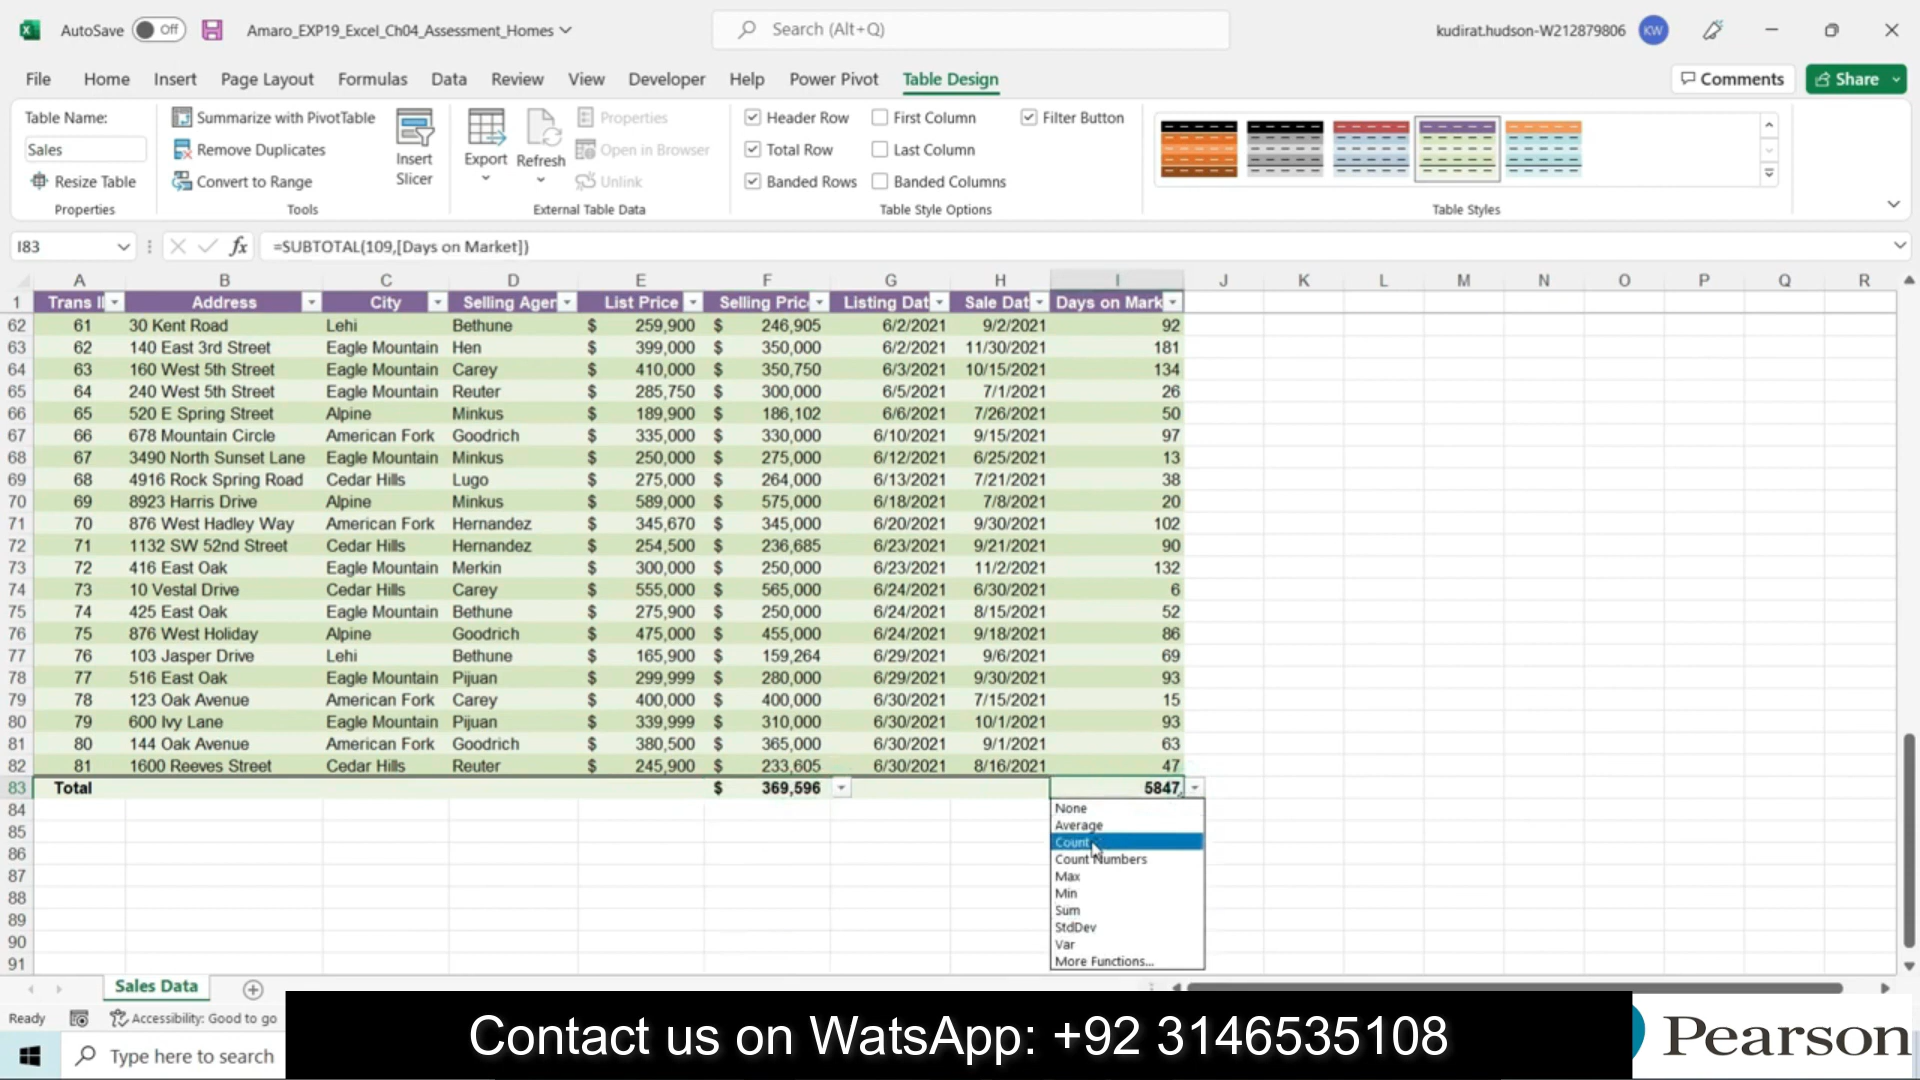 AutoSave Off Amaro_EXP19_Excel_Ch04_Assessment_Homes Search (Alt+Q) kudirat.hudson-W212879806 KW
File Home Insert Page Layout Formulas Data Review View Developer Help Power Pivot Table Design Comments Share
Table Name:
Sales
Resize Table
Properties
Summarize with PivotTable
Remove Duplicates
Convert to Range
Tools
Insert
Slicer
Export
Refresh
Properties
Open in Browser
Unlink
External Table Data
Header Row First Column Filter Button
Total Row Last Column
Banded Rows Banded Columns
Table Style Options
Table Styles
I83 fx =SUBTOTAL(109,[Days on Market])
A B C D E F G H I J K L M N O P Q R
1 Trans I Address City Selling Ager List Price Selling Pric Listing Dat Sale Dat Days on Mark
62 61 30 Kent Road Lehi Bethune $ 259,900 $ 246,905 6/2/2021 9/2/2021 92
63 62 140 East 3rd Street Eagle Mountain Hen $ 399,000 $ 350,000 6/2/2021 11/30/2021 181
64 63 160 West 5th Street Eagle Mountain Carey $ 410,000 $ 350,750 6/3/2021 10/15/2021 134
65 64 240 West 5th Street Eagle Mountain Reuter $ 285,750 $ 300,000 6/5/2021 7/1/2021 26
66 65 520 E Spring Street Alpine Minkus $ 189,900 $ 186,102 6/6/2021 7/26/2021 50
67 66 678 Mountain Circle American Fork Goodrich $ 335,000 $ 330,000 6/10/2021 9/15/2021 97
68 67 3490 North Sunset Lane Eagle Mountain Minkus $ 250,000 $ 275,000 6/12/2021 6/25/2021 13
69 68 4916 Rock Spring Road Cedar Hills Lugo $ 275,000 $ 264,000 6/13/2021 7/21/2021 38
70 69 8923 Harris Drive Alpine Minkus $ 589,000 $ 575,000 6/18/2021 7/8/2021 20
71 70 876 West Hadley Way American Fork Hernandez $ 345,670 $ 345,000 6/20/2021 9/30/2021 102
72 71 1132 SW 52nd Street Cedar Hills Hernandez $ 254,500 $ 236,685 6/23/2021 9/21/2021 90
73 72 416 East Oak Eagle Mountain Merkin $ 300,000 $ 250,000 6/23/2021 11/2/2021 132
74 73 10 Vestal Drive Cedar Hills Carey $ 555,000 $ 565,000 6/24/2021 6/30/2021 6
75 74 425 East Oak Eagle Mountain Bethune $ 275,900 $ 250,000 6/24/2021 8/15/2021 52
76 75 876 West Holiday Alpine Goodrich $ 475,000 $ 455,000 6/24/2021 9/18/2021 86
77 76 103 Jasper Drive Lehi Bethune $ 165,900 $ 159,264 6/29/2021 9/6/2021 69
78 77 516 East Oak Eagle Mountain Pijuan $ 299,999 $ 280,000 6/29/2021 9/30/2021 93
79 78 123 Oak Avenue American Fork Carey $ 400,000 $ 400,000 6/30/2021 7/15/2021 15
80 79 600 Ivy Lane Eagle Mountain Pijuan $ 339,999 $ 310,000 6/30/2021 10/1/2021 93
81 80 144 Oak Avenue American Fork Goodrich $ 380,500 $ 365,000 6/30/2021 9/1/2021 63
82 81 1600 Reeves Street Cedar Hills Reuter $ 245,900 $ 233,605 6/30/2021 8/16/2021 47
83 Total $ 369,596 5847
84
85
86
87
88
89
90
91
None
Average
Count
Count Numbers
Max
Min
Sum
StdDev
Var
More Functions...
Sales Data
Ready Accessibility: Good to go
Type here to search
Contact us on WatsApp: +92 3146535108
Pearson